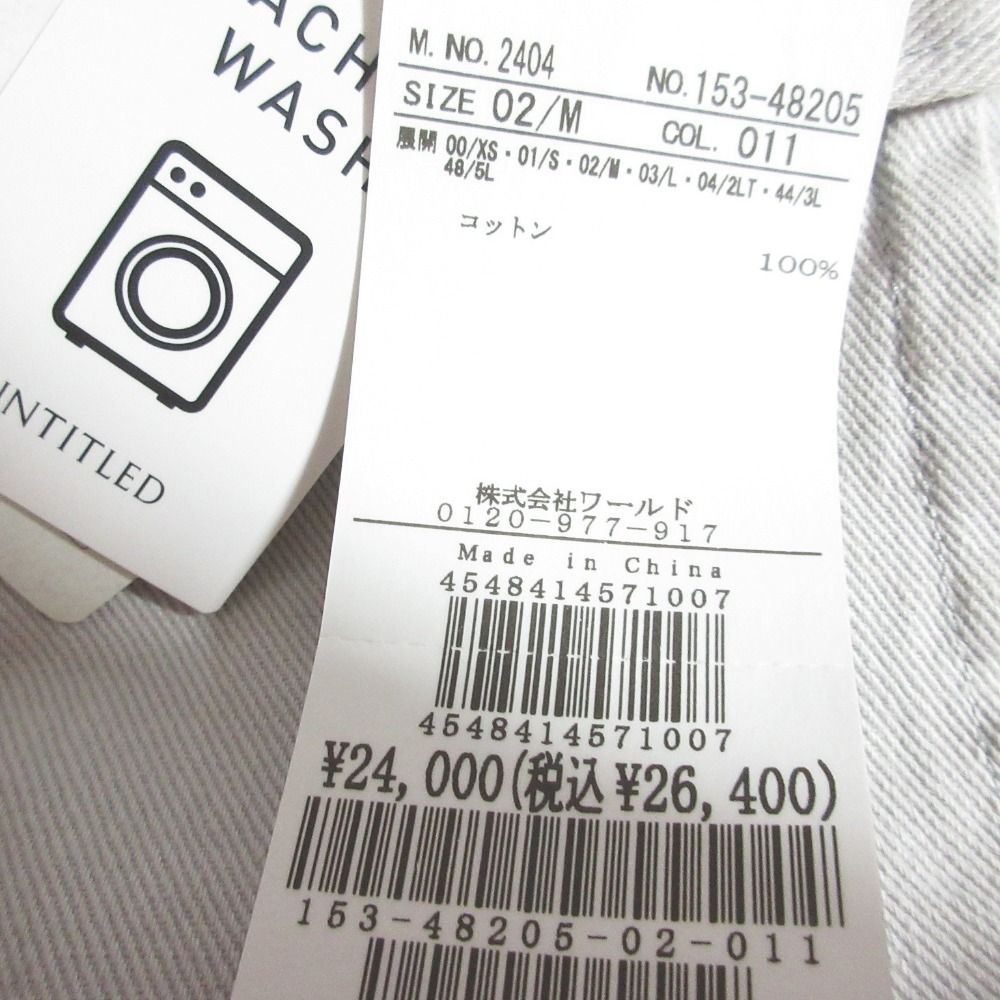 WASH
UNTITLED
M. NO. 2404
NO. 153-48205
SIZE 02/M
COL. 011
展開 00/XS・01/S・02/M・03/L・04/2LT・44/3L
48/5L
コットン
100%
株式会社ワールド
0120-977-917
Made in China
4548414571007
4548414571007
¥24,000(税込 ¥26,400)
153-48205-02-011